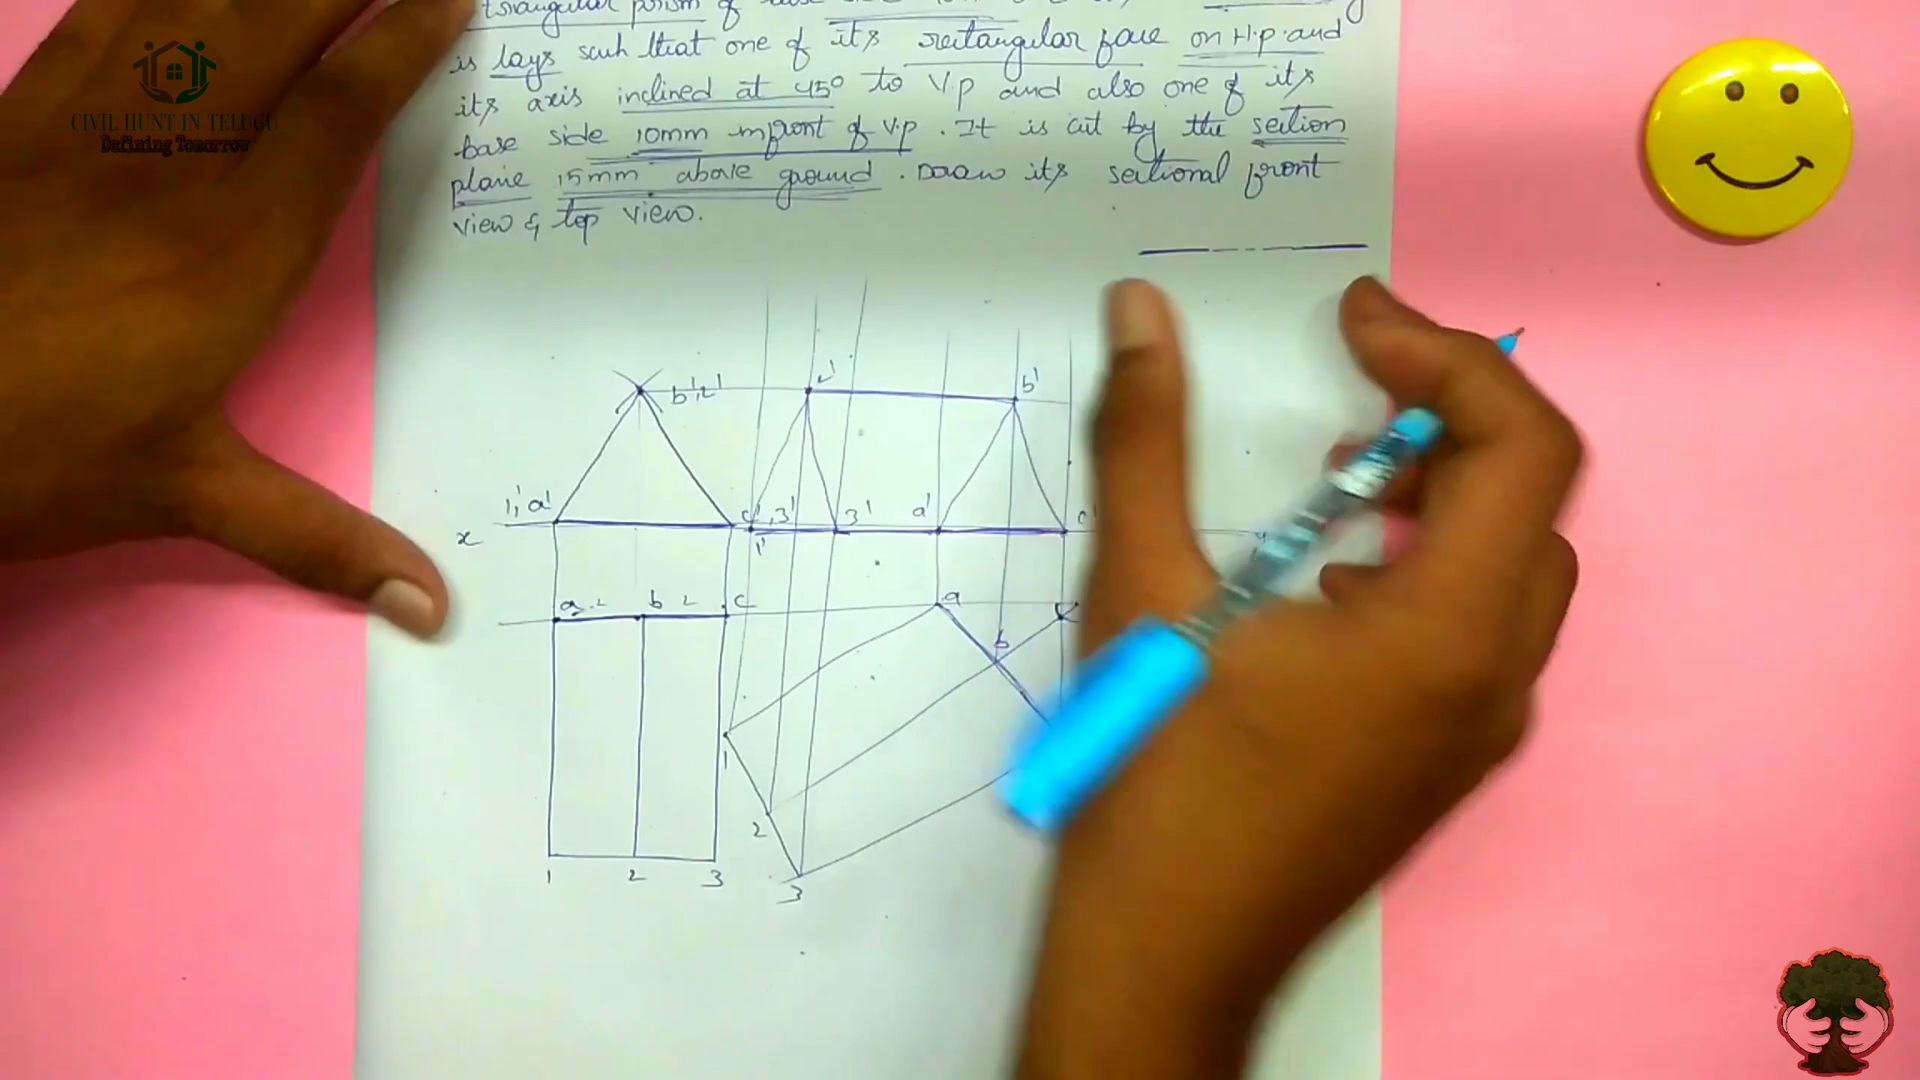 triangular prism of
is lays such that one of its rectangular face on H.p and
its axis inclined at 45° to V.p and also one of its
base side 10mm infront of V.p . It is cut by the section
plane 15mm above ground . Draw its sectional front
view & top view.
CIVIL HUNT IN TELUGU
Defining Tomorrow
b',2' 2' b'
1', a' c',3' 3' a' c'
x 1'
a b c a c
b
1
2
1 2 3 3